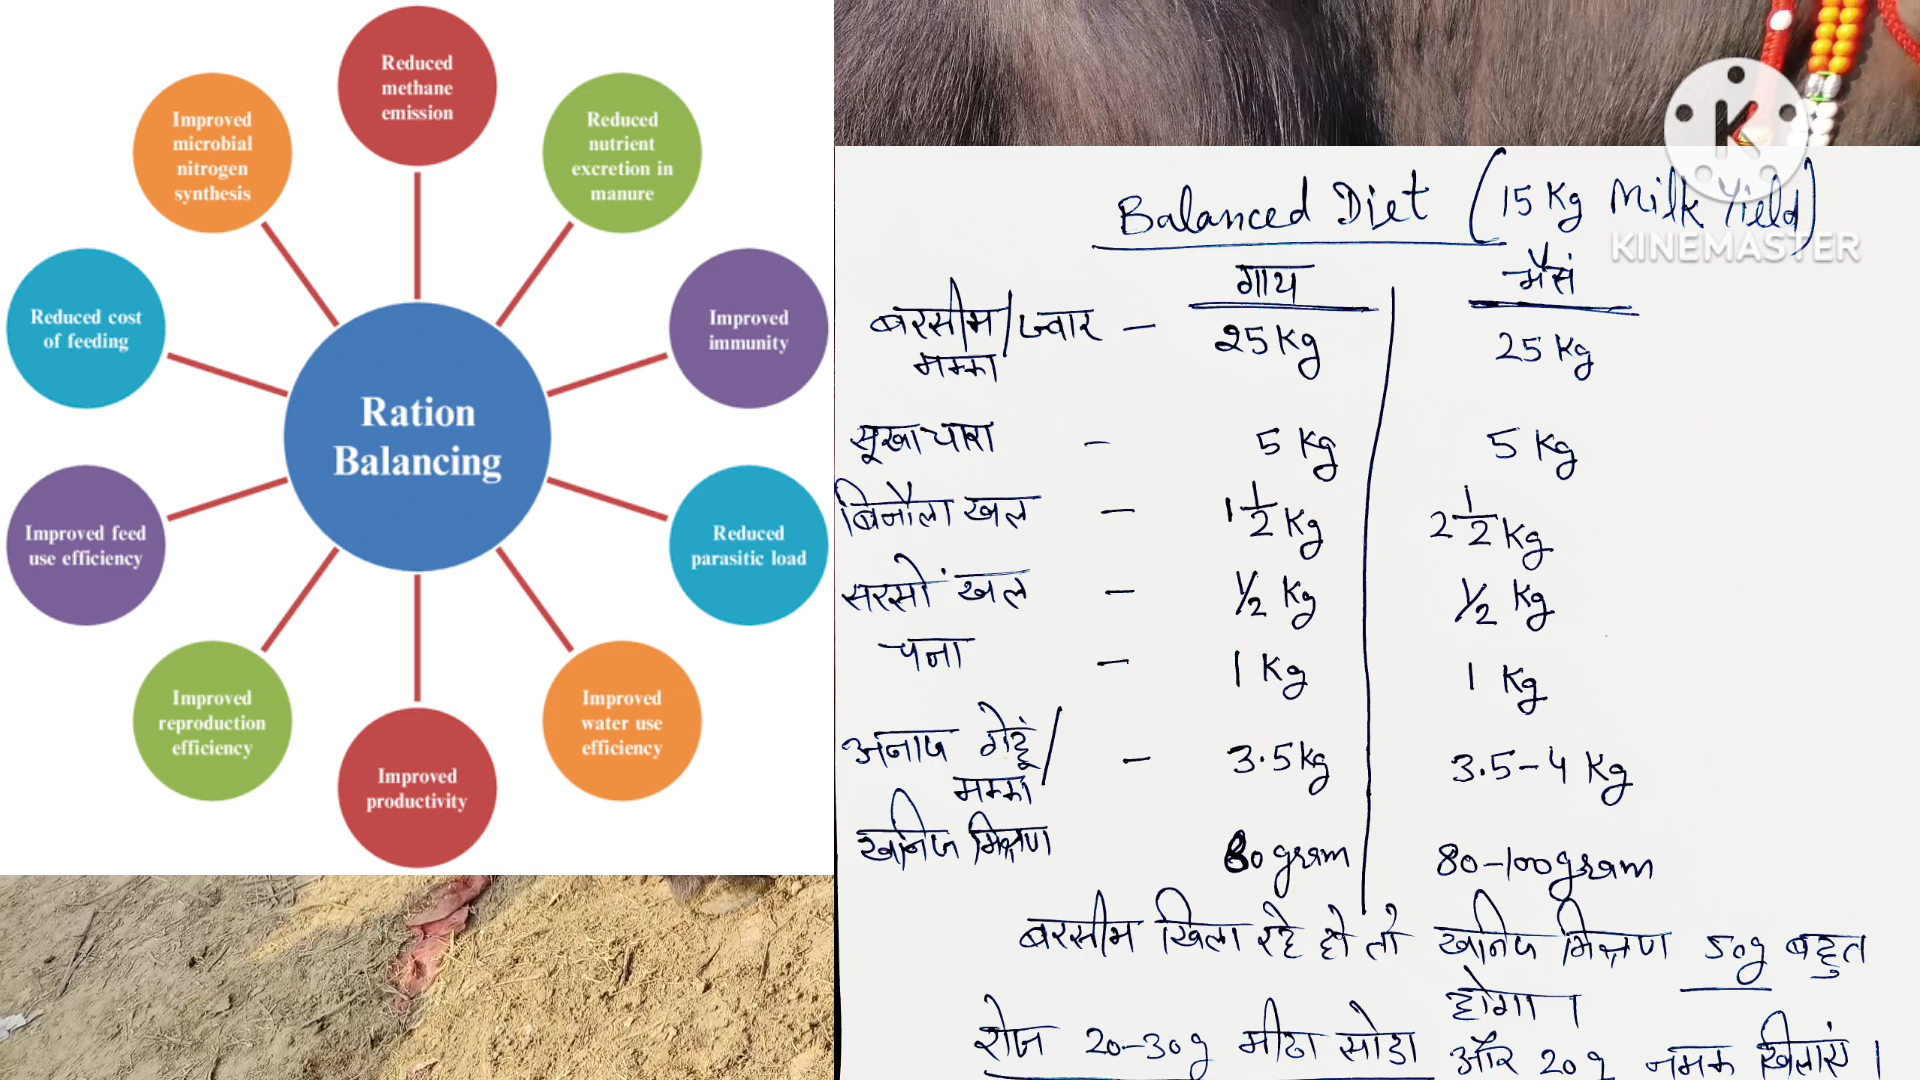 Reduced
methane
emission
Reduced
nutrient
excretion in
manure
Improved
immunity
Reduced
parasitic load
Improved
water use
efficiency
Improved
productivity
Improved
reproduction
efficiency
Improved feed
use efficiency
Reduced cost
of feeding
Improved
microbial
nitrogen
synthesis
Ration
Balancing
K
KINEMASTER
Balanced Diet (15 Kg Milk Yield)
गाय भैंस
बरसीम/ज्वार – 25 Kg 25 Kg
मक्का
सूखा चारा – 5 Kg 5 Kg
बिनौला खल – 1 1/2 Kg 2 1/2 Kg
सरसों खल – 1/2 Kg 1/2 Kg
चना – 1 Kg 1 Kg
अनाज गेहूं/ – 3.5 Kg 3.5-4 Kg
मक्का
खनिज मिश्रण 60 gram 80-100 gram
बरसीम खिला रहे हो तो खनिज मिश्रण 50g बहुत
होगा।
रोज 20-30g मीठा सोडा और 20g नमक खिलाएं।